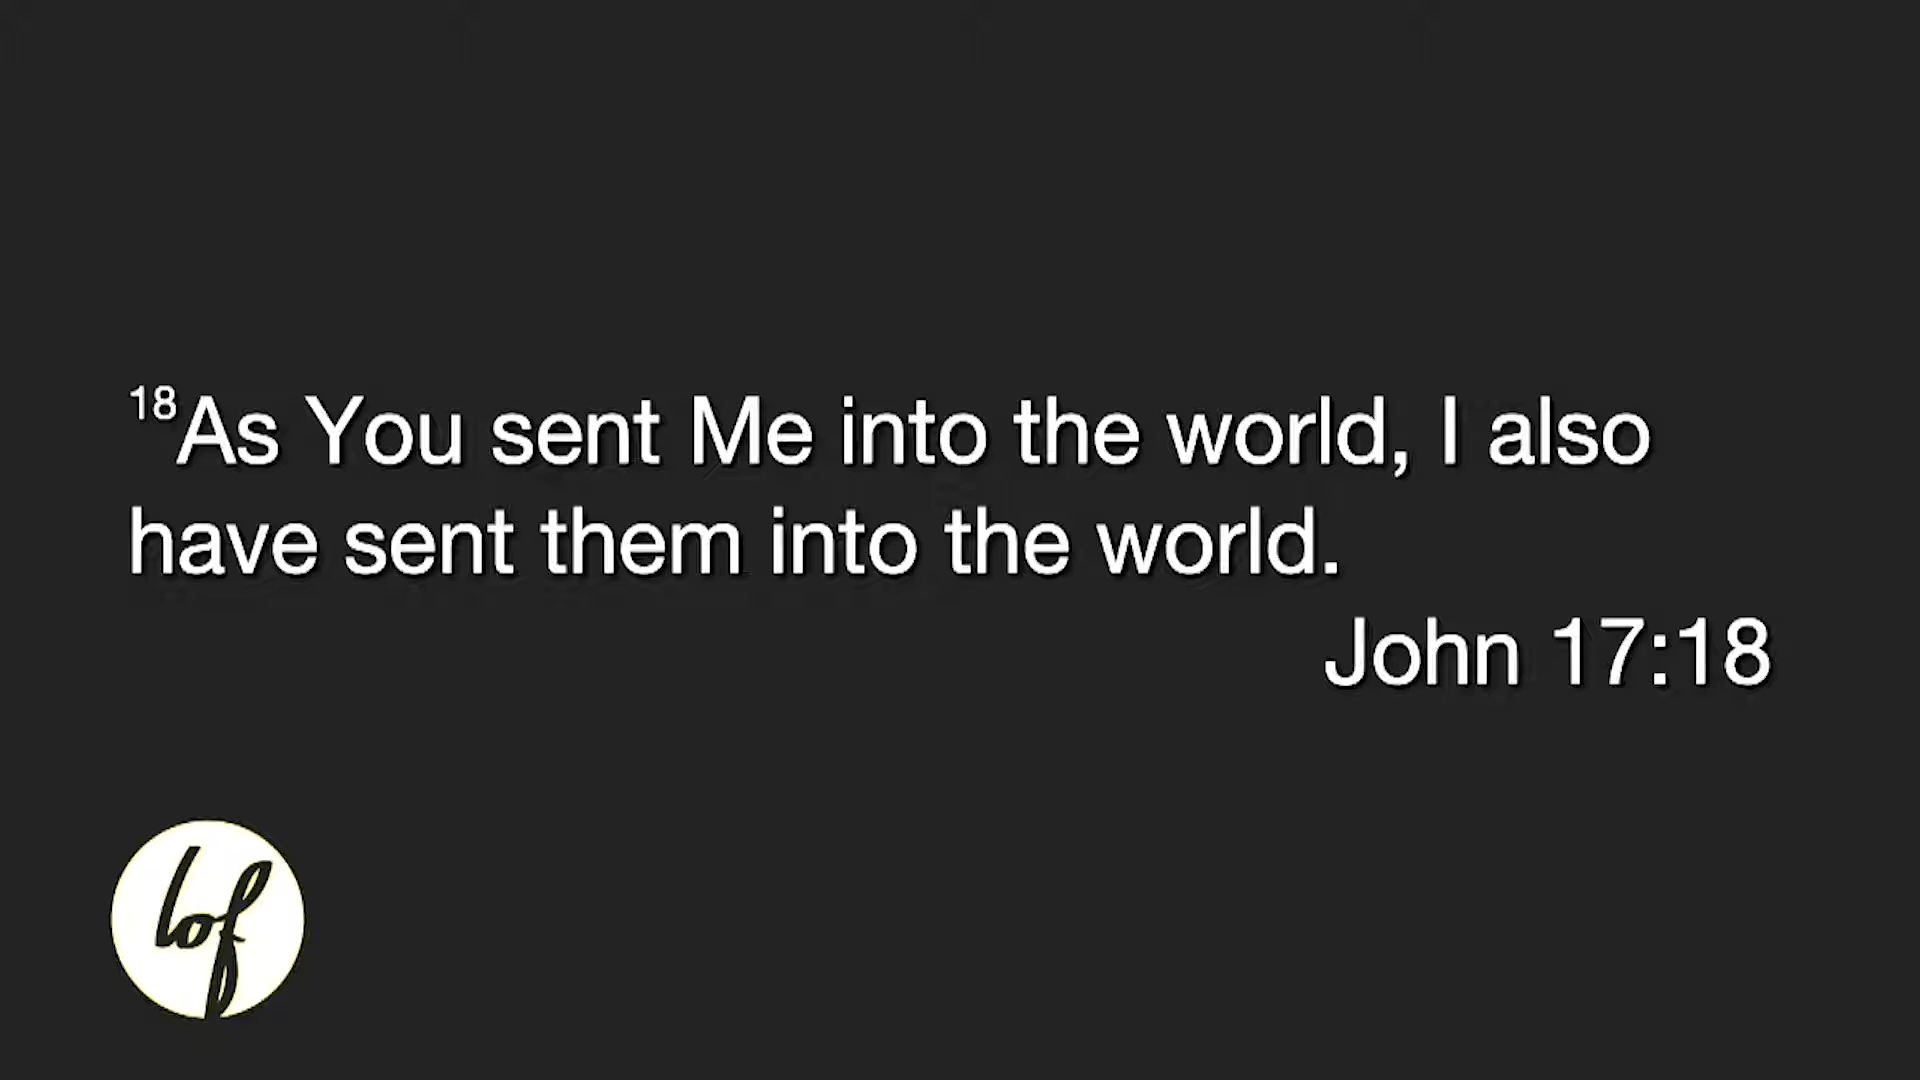 18As You sent Me into the world, I also
have sent them into the world.
John 17:18
lof